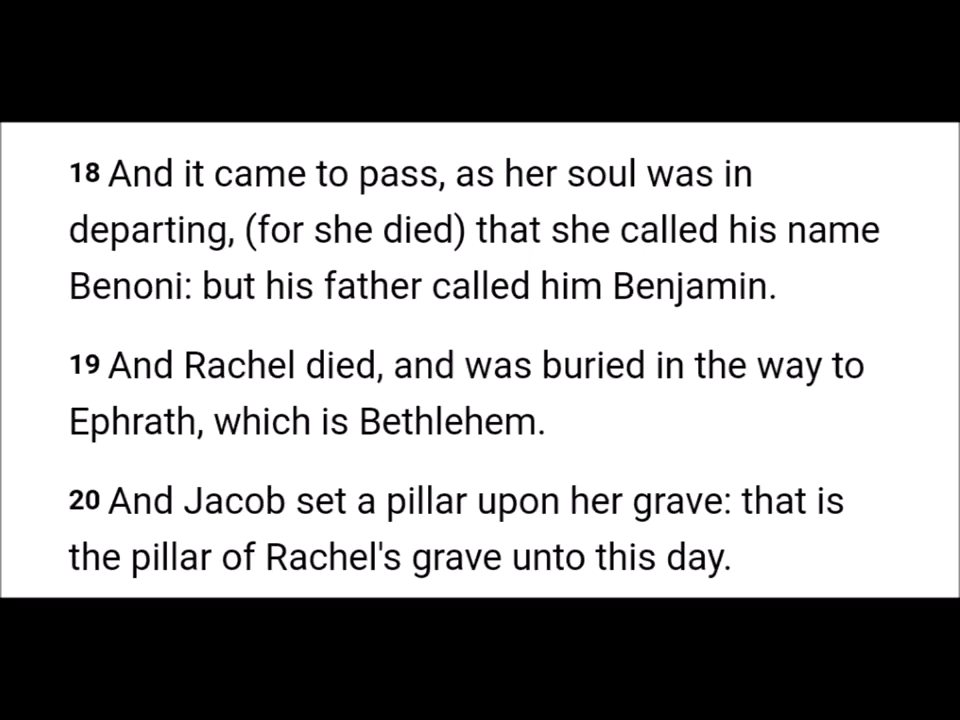 18 And it came to pass, as her soul was in
departing, (for she died) that she called his name
Benoni: but his father called him Benjamin.
19 And Rachel died, and was buried in the way to
Ephrath, which is Bethlehem.
20 And Jacob set a pillar upon her grave: that is
the pillar of Rachel's grave unto this day.